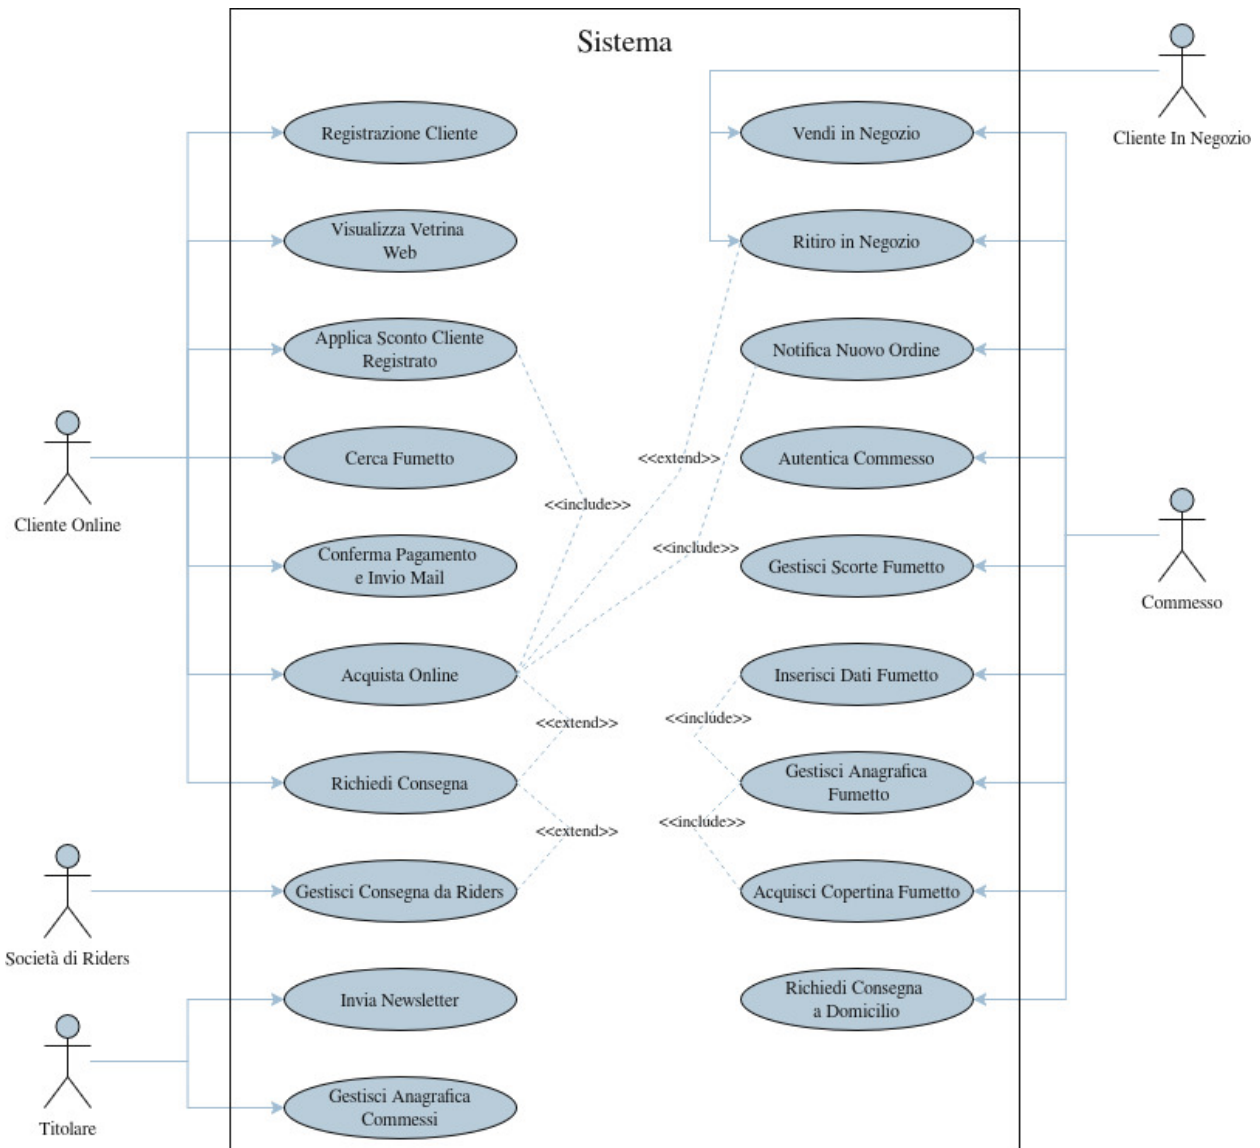 Sistema
Cliente In Negozio
Registrazione Cliente
Vendi in Negozio
Visualizza Vetrina
Web
Ritiro in Negozio
Applica Sconto Cliente
Registrato
Notifica Nuovo Ordine
Cliente Online
Cerca Fumetto
<<extend>>
Autentica Commesso
<<include>>
Conferma Pagamento
e Invio Mail
<<include>>
Gestisci Scorte Fumetto
Commesso
Acquista Online
Inserisci Dati Fumetto
<<extend>>
<<include>>
Richiedi Consegna
Gestisci Anagrafica
Fumetto
<<extend>>
<<include>>
Gestisci Consegna da Riders
Acquisci Copertina Fumetto
Società di Riders
Invia Newsletter
Richiedi Consegna
a Domicilio
Titolare
Gestisci Anagrafica
Commessi